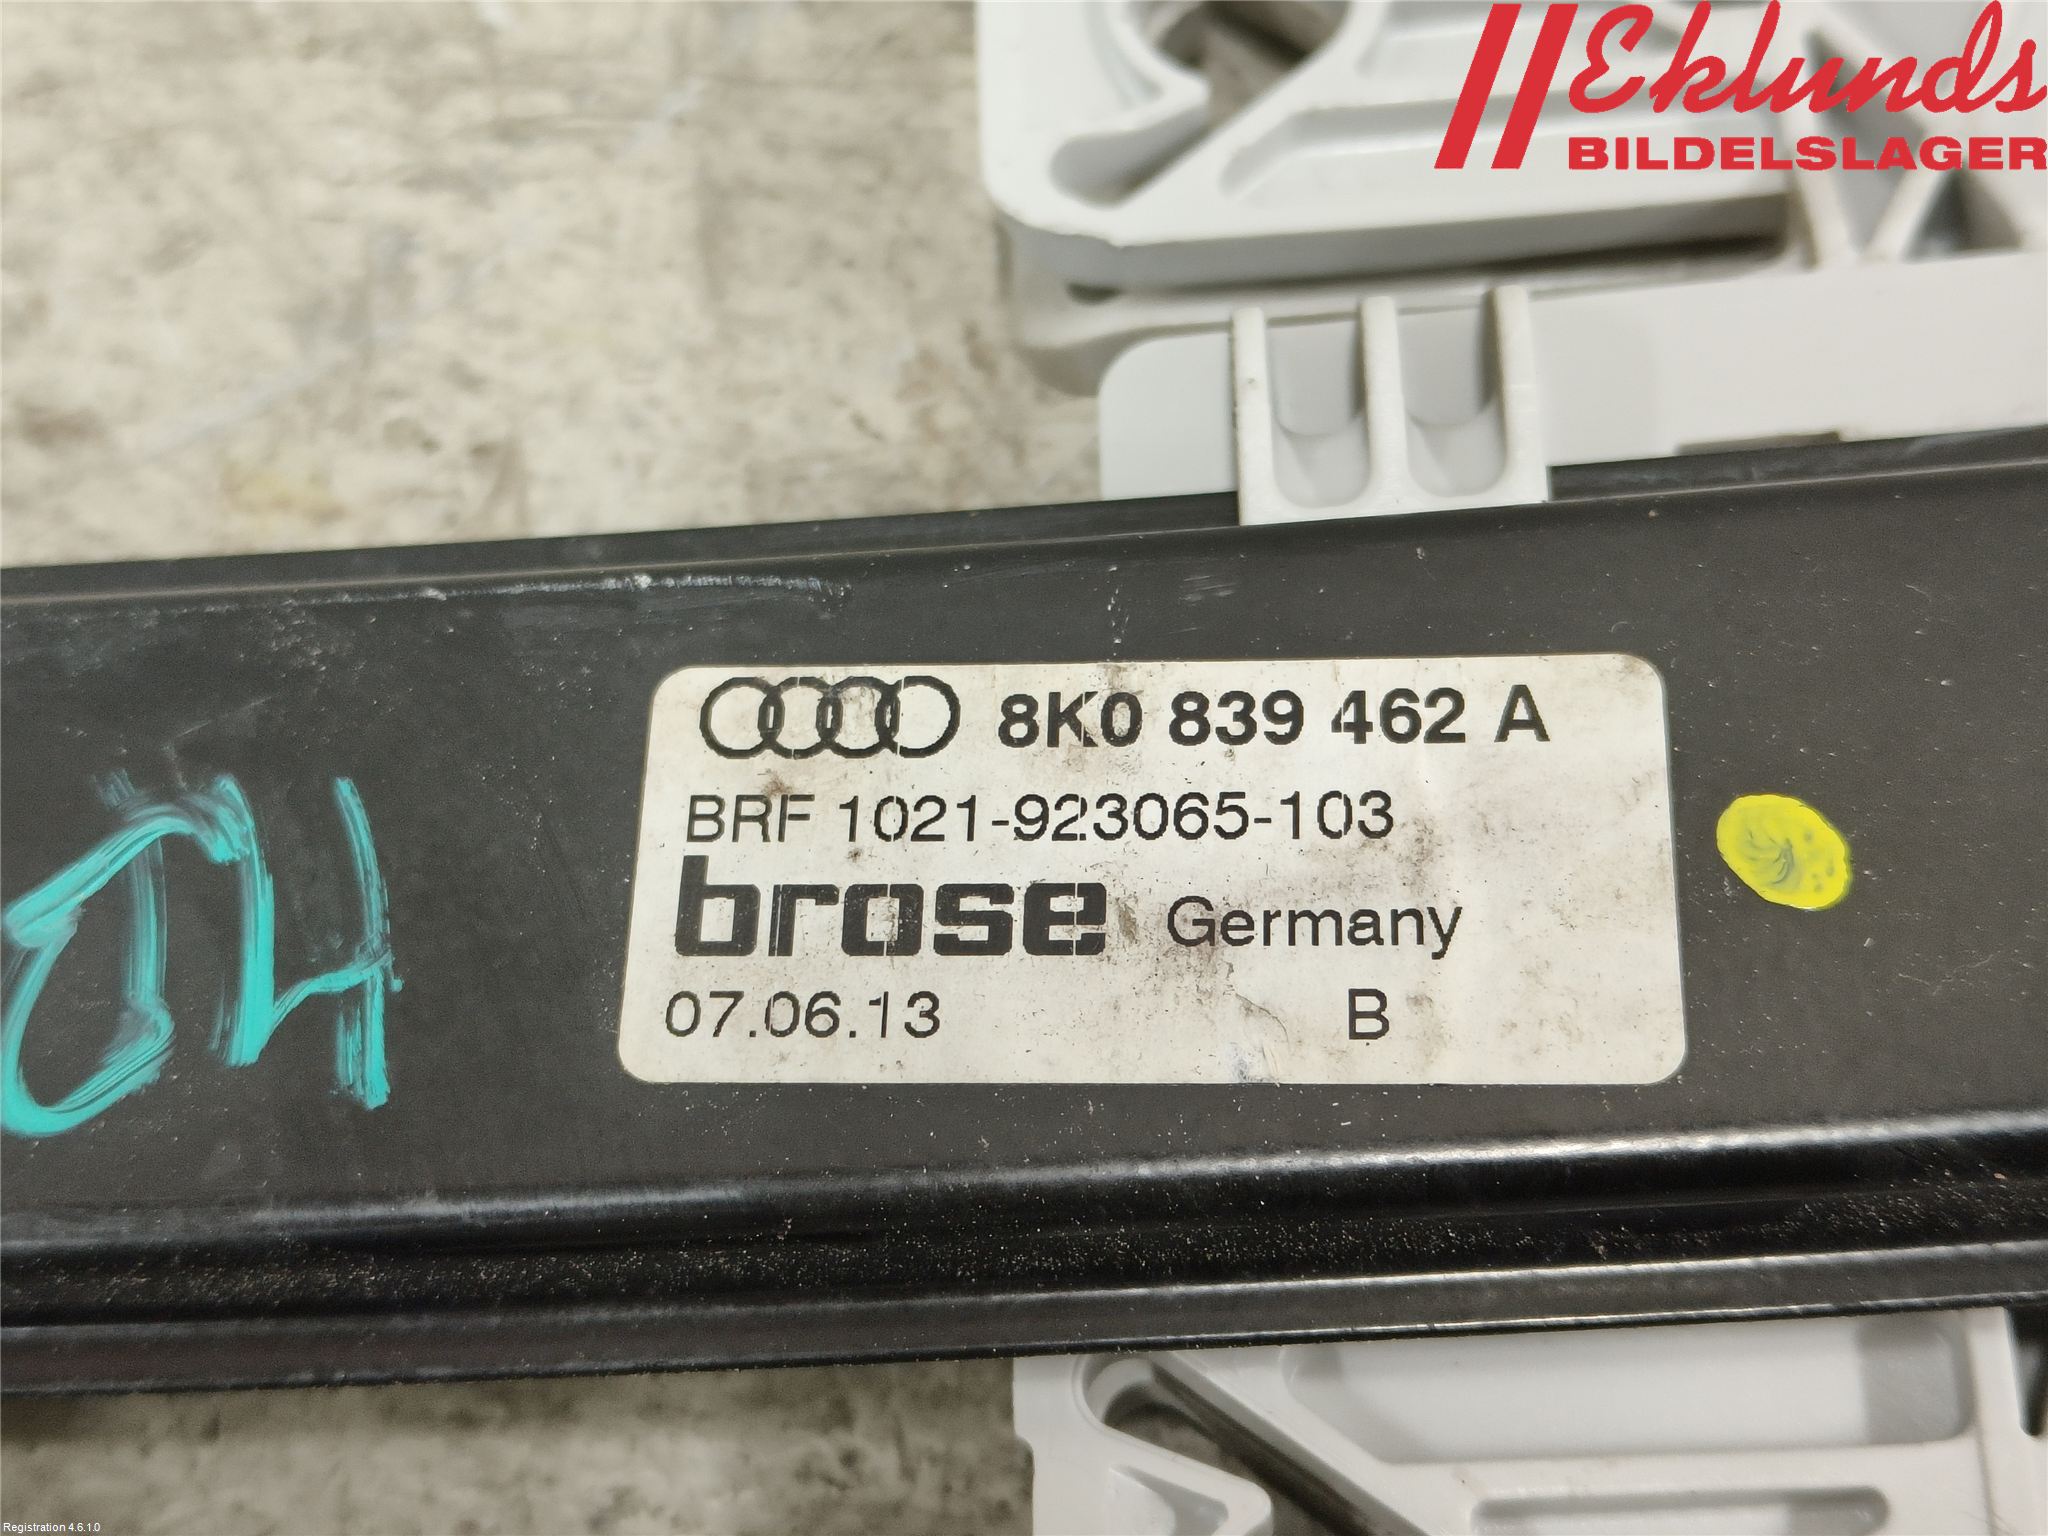 Eklunds
BILDELSLAGER
8K0 839 462 A
BRF 1021-923065-103
brose Germany
07.06.13 B
Registration 4.6.1.0